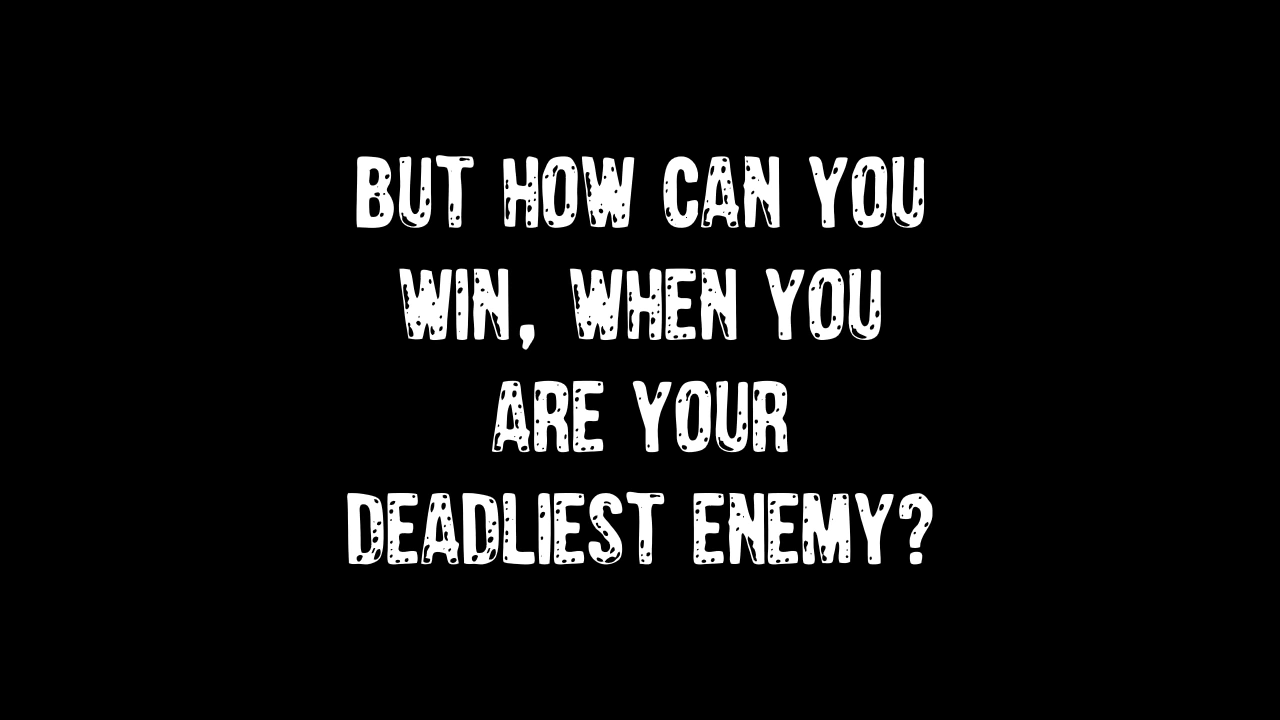 BUT HOW CAN YOU
WIN, WHEN YOU
ARE YOUR
DEADLIEST ENEMY?